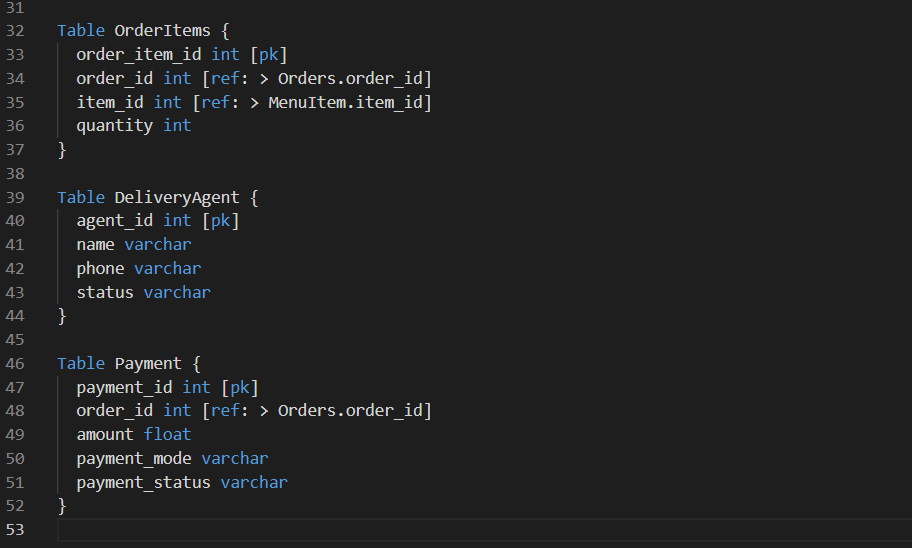 31
32 Table OrderItems {
33 order_item_id int [pk]
34 order_id int [ref: > Orders.order_id]
35 item_id int [ref: > MenuItem.item_id]
36 quantity int
37 }
38
39 Table DeliveryAgent {
40 agent_id int [pk]
41 name varchar
42 phone varchar
43 status varchar
44 }
45
46 Table Payment {
47 payment_id int [pk]
48 order_id int [ref: > Orders.order_id]
49 amount float
50 payment_mode varchar
51 payment_status varchar
52 }
53